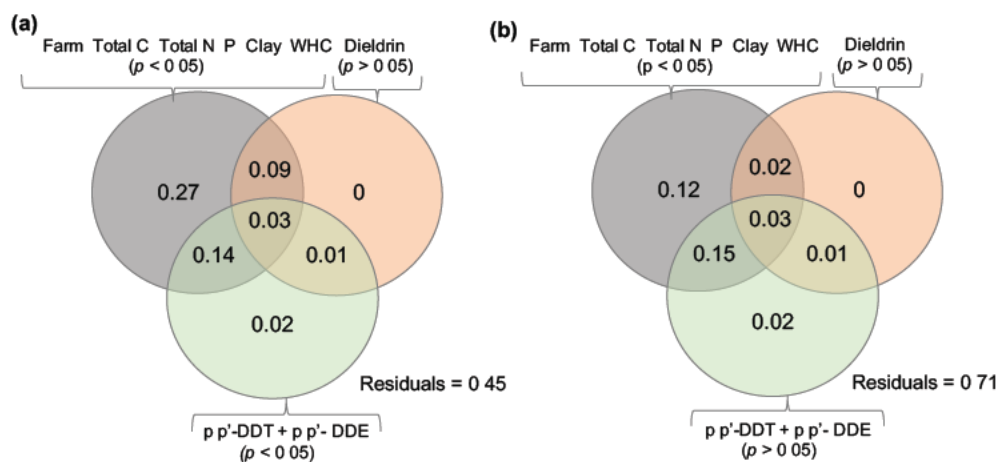 (a)
Farm Total C Total N P Clay WHC
(p < 0 05)
Dieldrin
(p > 0 05)
0.27
0.09
0
0.03
0.14
0.01
0.02
Residuals = 0 45
p p'-DDT + p p'- DDE
(p < 0 05)
(b)
Farm Total C Total N P Clay WHC
(p < 0 05)
Dieldrin
(p > 0 05)
0.12
0.02
0
0.03
0.15
0.01
0.02
Residuals = 0 71
p p'-DDT + p p'- DDE
(p > 0 05)